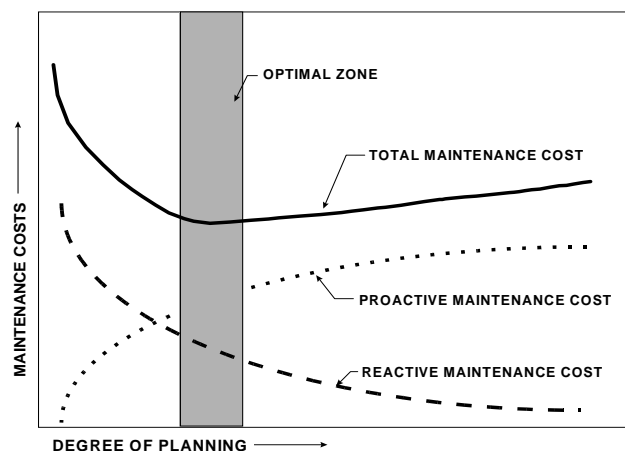 OPTIMAL ZONE
TOTAL MAINTENANCE COST
PROACTIVE MAINTENANCE COST
REACTIVE MAINTENANCE COST
MAINTENANCE COSTS
DEGREE OF PLANNING